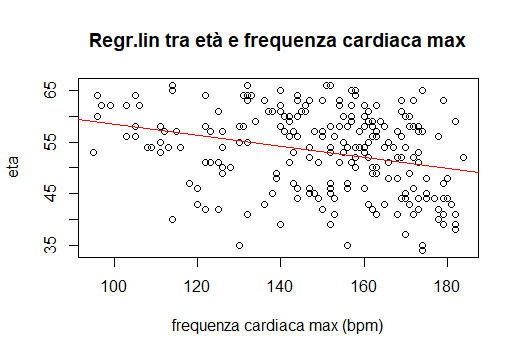 Regr.lin tra età e frequenza cardiaca max
65
55
45
35
eta
100 120 140 160 180
frequenza cardiaca max (bpm)